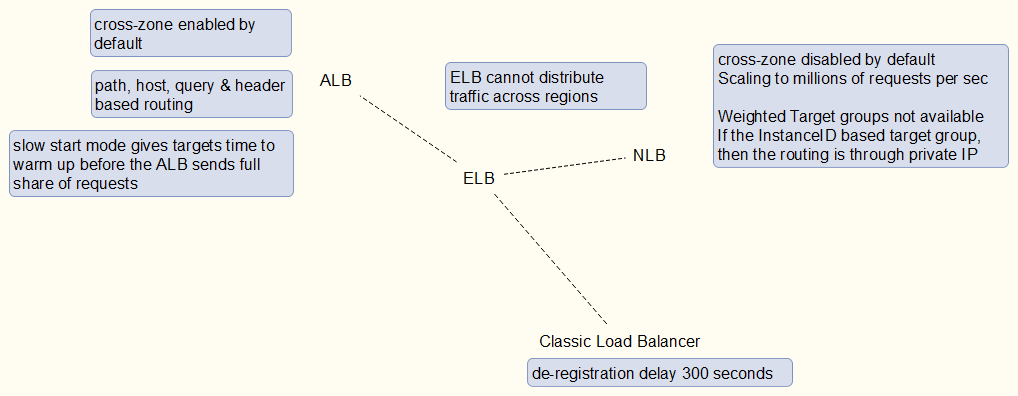 cross-zone enabled by
default
path, host, query & header
based routing
slow start mode gives targets time to
warm up before the ALB sends full
share of requests
ALB
ELB cannot distribute
traffic across regions
ELB
NLB
cross-zone disabled by default
Scaling to millions of requests per sec
Weighted Target groups not available
If the InstanceID based target group,
then the routing is through private IP
Classic Load Balancer
de-registration delay 300 seconds